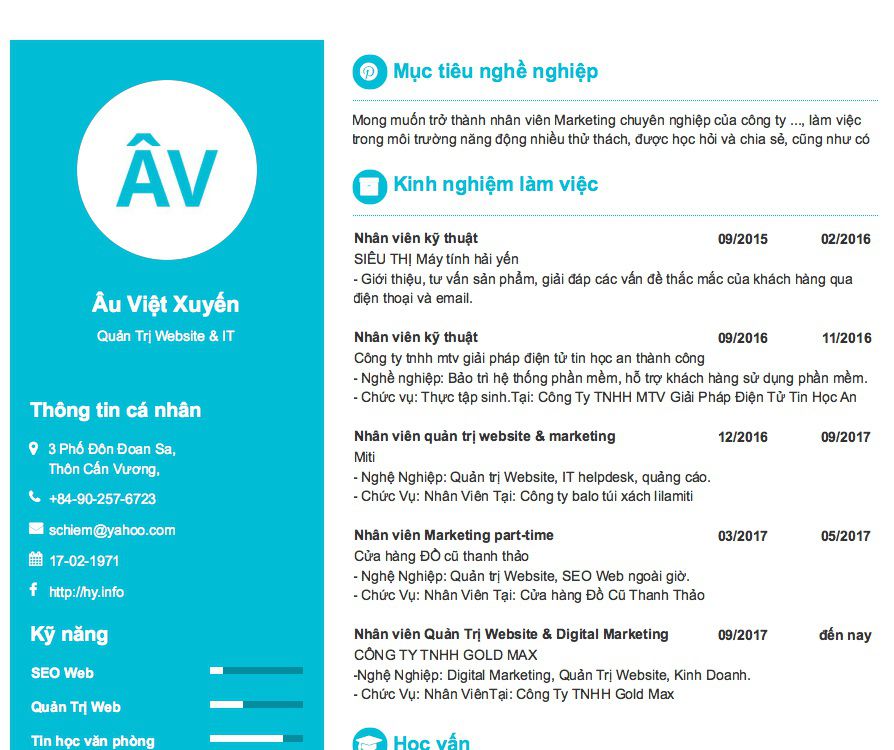 ÂV
Âu Việt Xuyến
Quản Trị Website & IT
Thông tin cá nhân
3 Phố Đôn Đoan Sa,
Thôn Cấn Vương,
+84-90-257-6723
schiem@yahoo.com
17-02-1971
http://hy.info
Kỹ năng
SEO Web
Quản Trị Web
Tin học văn phòng
Mục tiêu nghề nghiệp
Mong muốn trở thành nhân viên Marketing chuyên nghiệp của công ty ..., làm việc
trong môi trường năng động nhiều thử thách, được học hỏi và chia sẻ, cũng như có
Kinh nghiệm làm việc
Nhân viên kỹ thuật 09/2015 02/2016
SIÊU THỊ Máy tính hải yến
- Giới thiệu, tư vấn sản phẩm, giải đáp các vấn đề thắc mắc của khách hàng qua
điện thoại và email.
Nhân viên kỹ thuật 09/2016 11/2016
Công ty tnhh mtv giải pháp điện tử tin học an thành công
- Nghề nghiệp: Bảo trì hệ thống phần mềm, hỗ trợ khách hàng sử dụng phần mềm.
- Chức vụ: Thực tập sinh.Tại: Công Ty TNHH MTV Giải Pháp Điện Tử Tin Học An
Nhân viên quản trị website & marketing 12/2016 09/2017
Miti
- Nghệ Nghiệp: Quản trị Website, IT helpdesk, quảng cáo.
- Chức Vụ: Nhân Viên Tại: Công ty balo túi xách lilamiti
Nhân viên Marketing part-time 03/2017 05/2017
Cửa hàng ĐỒ cũ thanh thảo
- Nghệ Nghiệp: Quản trị Website, SEO Web ngoài giờ.
- Chức Vụ: Nhân Viên Tại: Cửa hàng Đồ Cũ Thanh Thảo
Nhân viên Quản Trị Website & Digital Marketing 09/2017 đến nay
CÔNG TY TNHH GOLD MAX
-Nghệ Nghiệp: Digital Marketing, Quản Trị Website, Kinh Doanh.
- Chức Vụ: Nhân ViênTại: Công Ty TNHH Gold Max
Học vấn